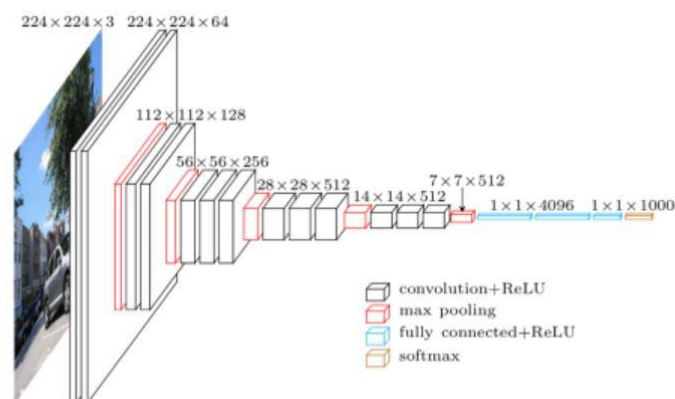 224×224×3
224×224×64
112×112×128
56×56×256
28×28×512
14×14×512
7×7×512
1×1×4096
1×1×1000
convolution+ReLU
max pooling
fully connected+ReLU
softmax